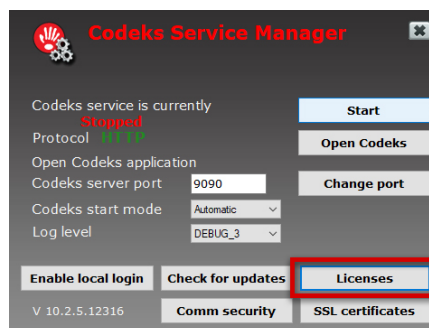 Codeks Service Manager
Codeks service is currently
Stopped
Start
Protocol HTTP
Open Codeks
Open Codeks application
Codeks server port 9090
Change port
Codeks start mode Automatic
Log level DEBUG_3
Enable local login Check for updates Licenses
V 10.2.5.12316 Comm security SSL certificates